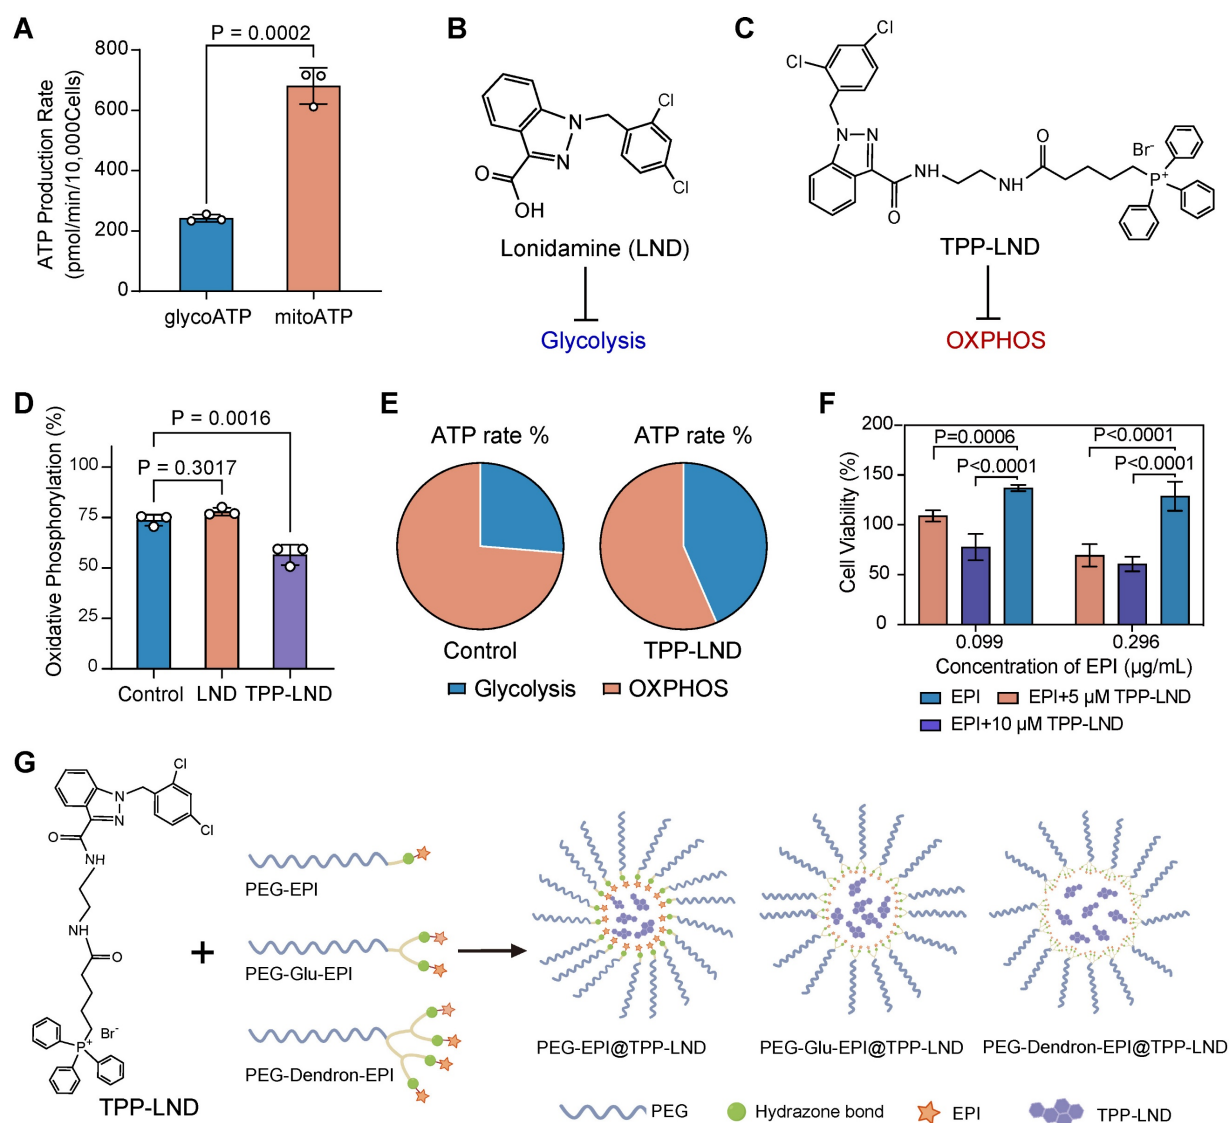 A
P = 0.0002
800
600
400
200
0
ATP Production Rate
(pmol/min/10,000Cells)
glycoATP
mitoATP
B
N
N
O
OH
Cl
Cl
Lonidamine (LND)
Glycolysis
C
Cl
Cl
N
N
O
NH
NH
O
Br⁻
P⁺
TPP-LND
OXPHOS
D
P = 0.0016
P = 0.3017
100
75
50
25
0
Oxidative Phosphorylation (%)
Control
LND
TPP-LND
E
ATP rate %
ATP rate %
Control
TPP-LND
Glycolysis
OXPHOS
F
200
150
100
50
0
Cell Viability (%)
P=0.0006
P<0.0001
P<0.0001
P<0.0001
0.099
0.296
Concentration of EPI (μg/mL)
EPI
EPI+5 μM TPP-LND
EPI+10 μM TPP-LND
G
Cl
Cl
N
N
O
NH
NH
O
Br⁻
P⁺
TPP-LND
+
PEG-EPI
PEG-Glu-EPI
PEG-Dendron-EPI
PEG-EPI@TPP-LND
PEG-Glu-EPI@TPP-LND
PEG-Dendron-EPI@TPP-LND
PEG
Hydrazone bond
EPI
TPP-LND